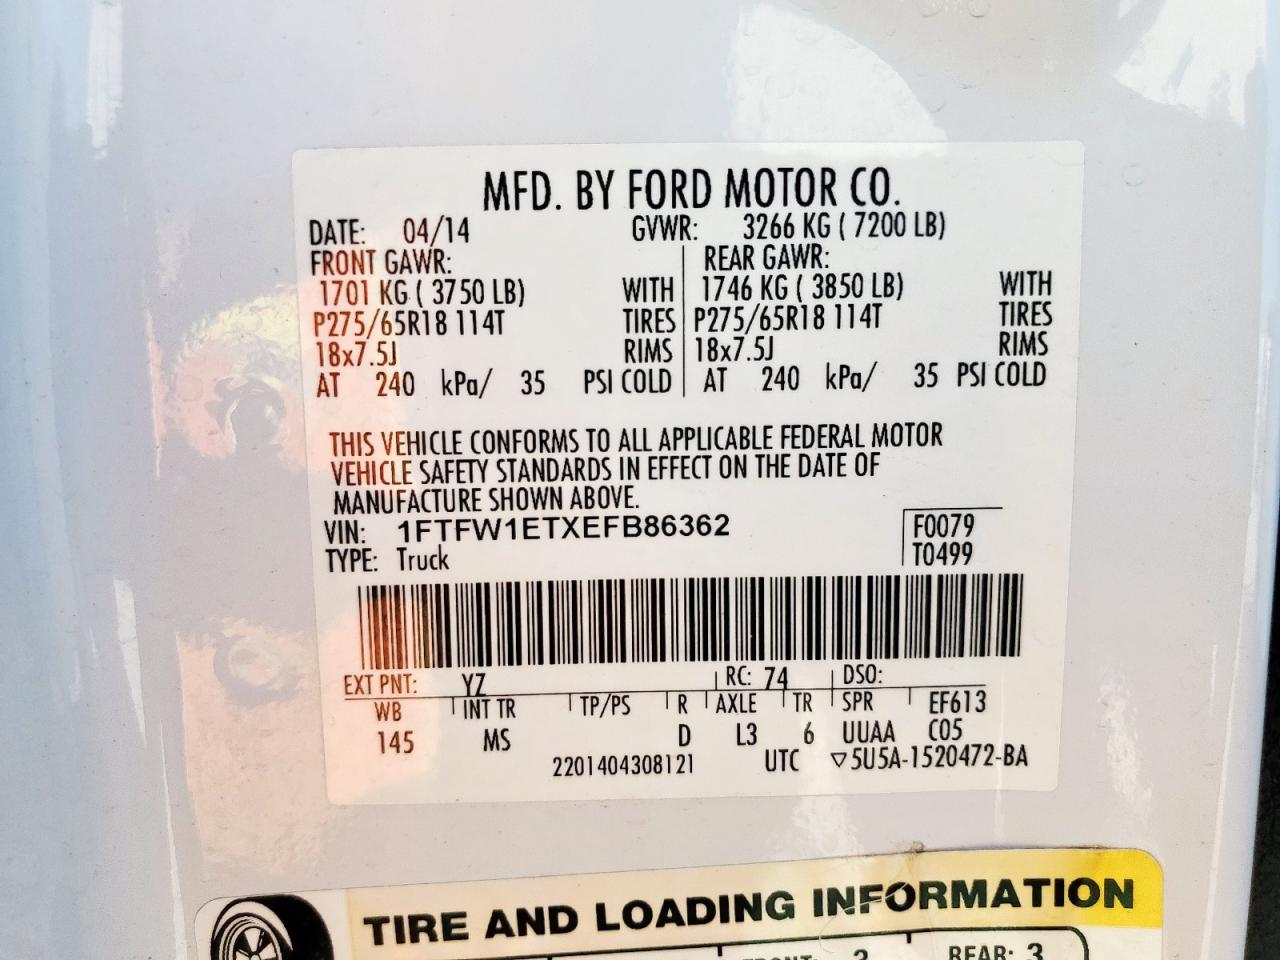 MFD. BY FORD MOTOR CO.
DATE: 04/14 GVWR: 3266 KG ( 7200 LB)
FRONT GAWR: REAR GAWR:
1701 KG ( 3750 LB) WITH 1746 KG ( 3850 LB) WITH
P275/65R18 114T TIRES P275/65R18 114T TIRES
18x7.5J RIMS 18x7.5J RIMS
AT 240 kPa/ 35 PSI COLD AT 240 kPa/ 35 PSI COLD
THIS VEHICLE CONFORMS TO ALL APPLICABLE FEDERAL MOTOR
VEHICLE SAFETY STANDARDS IN EFFECT ON THE DATE OF
MANUFACTURE SHOWN ABOVE.
VIN: 1FTFW1ETXEFB86362 F0079
TYPE: Truck T0499
EXT PNT: YZ RC: 74 DSO:
WB INT TR TP/PS R AXLE TR SPR EF613
145 MS D L3 6 UUAA C05
2201404308121 UTC ▽5U5A-1520472-BA
TIRE AND LOADING INFORMATION
REAR: 3